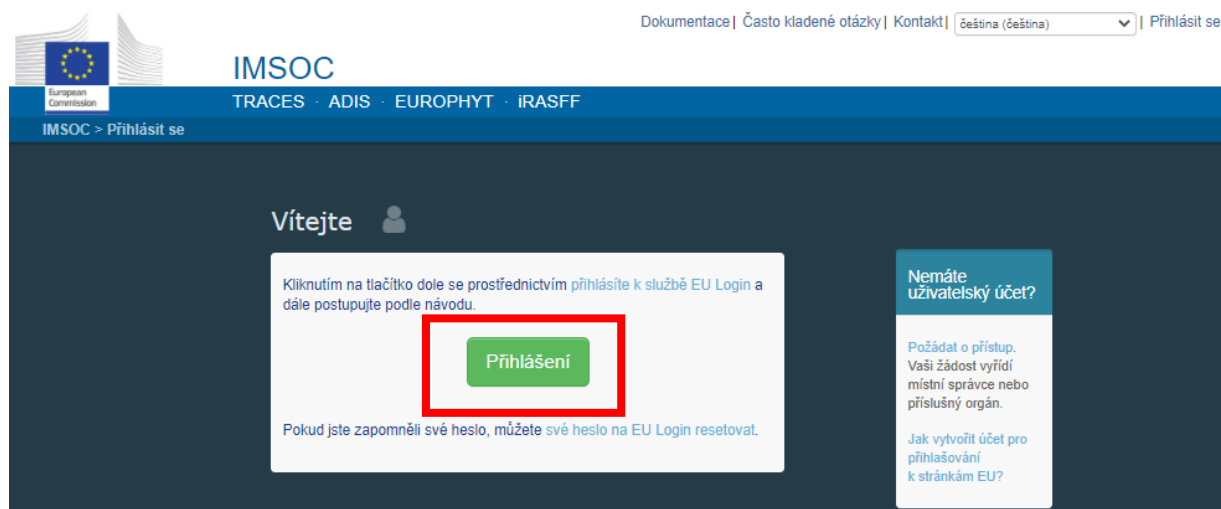 Dokumentace| Často kladené otázky| Kontakt| čeština (čeština) | Přihlásit se
European
Commission
IMSOC
TRACES · ADIS · EUROPHYT · iRASFF
IMSOC > Přihlásit se
Vítejte
Kliknutím na tlačítko dole se prostřednictvím přihlásíte k službě EU Login a
dále postupujte podle návodu.
Přihlášení
Pokud jste zapomněli své heslo, můžete své heslo na EU Login resetovat.
Nemáte
uživatelský účet?
Požádat o přístup.
Vaši žádost vyřídí
místní správce nebo
příslušný orgán.
Jak vytvořit účet pro
přihlašování
k stránkám EU?